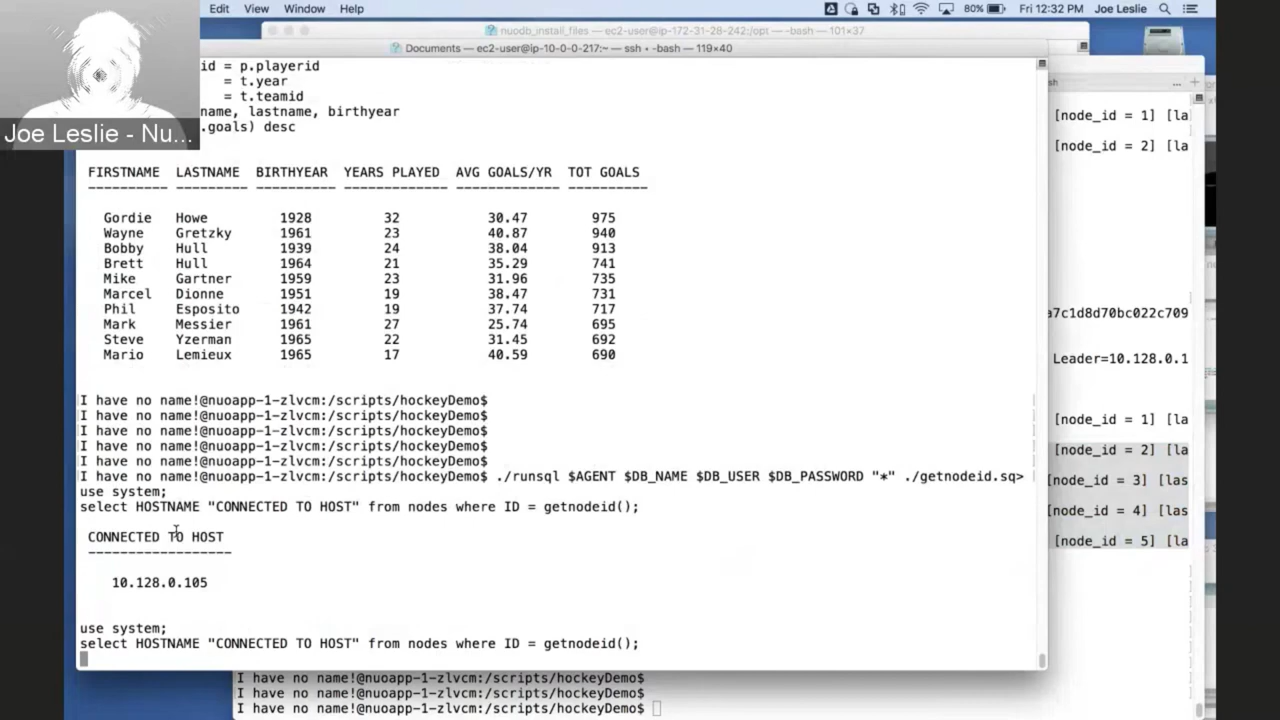 Edit View Window Help 80% Fri 12:32 PM Joe Leslie
nuodb_install_files — ec2-user@ip-172-31-28-242:/opt — -bash — 101×37
Documents — ec2-user@ip-10-0-0-217:~ — ssh ‹ -bash — 119×40
Joe Leslie - Nu...
id = p.playerid
= t.year
= t.teamid
name, lastname, birthyear
.goals) desc
FIRSTNAME LASTNAME BIRTHYEAR YEARS PLAYED AVG GOALS/YR TOT GOALS
Gordie Howe 1928 32 30.47 975
Wayne Gretzky 1961 23 40.87 940
Bobby Hull 1939 24 38.04 913
Brett Hull 1964 21 35.29 741
Mike Gartner 1959 23 31.96 735
Marcel Dionne 1951 19 38.47 731
Phil Esposito 1942 19 37.74 717
Mark Messier 1961 27 25.74 695
Steve Yzerman 1965 22 31.45 692
Mario Lemieux 1965 17 40.59 690
I have no name!@nuoapp-1-zlvcm:/scripts/hockeyDemo$
I have no name!@nuoapp-1-zlvcm:/scripts/hockeyDemo$
I have no name!@nuoapp-1-zlvcm:/scripts/hockeyDemo$
I have no name!@nuoapp-1-zlvcm:/scripts/hockeyDemo$
I have no name!@nuoapp-1-zlvcm:/scripts/hockeyDemo$
I have no name!@nuoapp-1-zlvcm:/scripts/hockeyDemo$ ./runsql $AGENT $DB_NAME $DB_USER $DB_PASSWORD "*" ./getnodeid.sq>
use system;
select HOSTNAME "CONNECTED TO HOST" from nodes where ID = getnodeid();
CONNECTED TO HOST
10.128.0.105
use system;
select HOSTNAME "CONNECTED TO HOST" from nodes where ID = getnodeid();
I have no name!@nuoapp-1-zlvcm:/scripts/hockeyDemo$
I have no name!@nuoapp-1-zlvcm:/scripts/hockeyDemo$
I have no name!@nuoapp-1-zlvcm:/scripts/hockeyDemo$
sh
[node_id = 1] [la
[node_id = 2] [la
a7c1d8d70bc022c709
Leader=10.128.0.1
[node_id = 1] [la
[node_id = 2] [la
[node_id = 3] [las
[node_id = 4] [las
[node_id = 5] [la